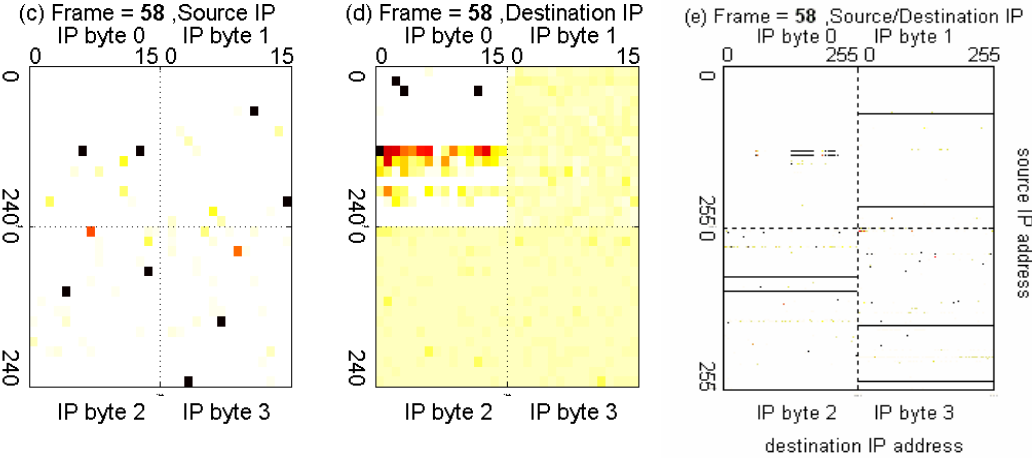 (c) Frame = 58 ,Source IP
IP byte 0 IP byte 1
0 15 0 15
0
240
0
240
IP byte 2 IP byte 3
(d) Frame = 58 ,Destination IP
IP byte 0 IP byte 1
0 15 0 15
0
240
0
240
IP byte 2 IP byte 3
(e) Frame = 58 ,Source/Destination IP
IP byte 0 IP byte 1
0 255 0 255
0
255
0
255
source IP address
IP byte 2 IP byte 3
destination IP address